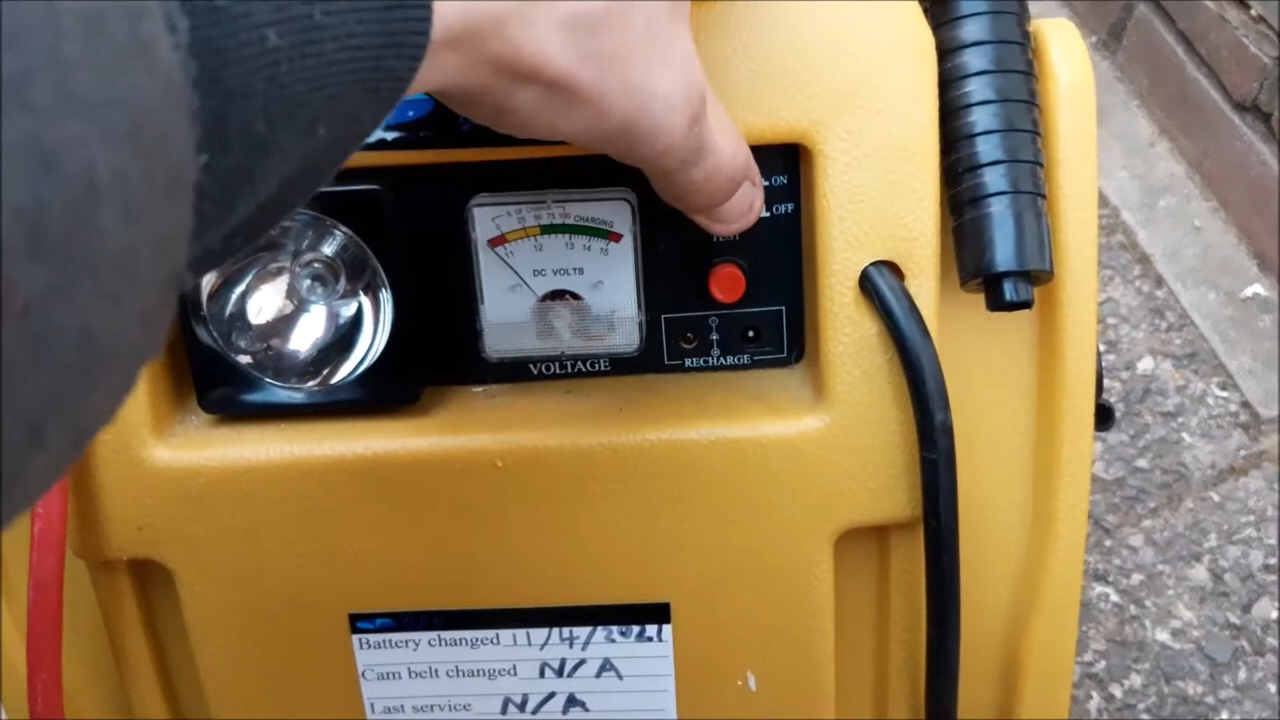 ON
OFF
% OF CHARGE
0 25 50 75 100 CHARGING
11 12 13 14 15
DC VOLTS
TEST
VOLTAGE
RECHARGE
Battery changed 11/4/2021
Cam belt changed N/A
Last service N/A